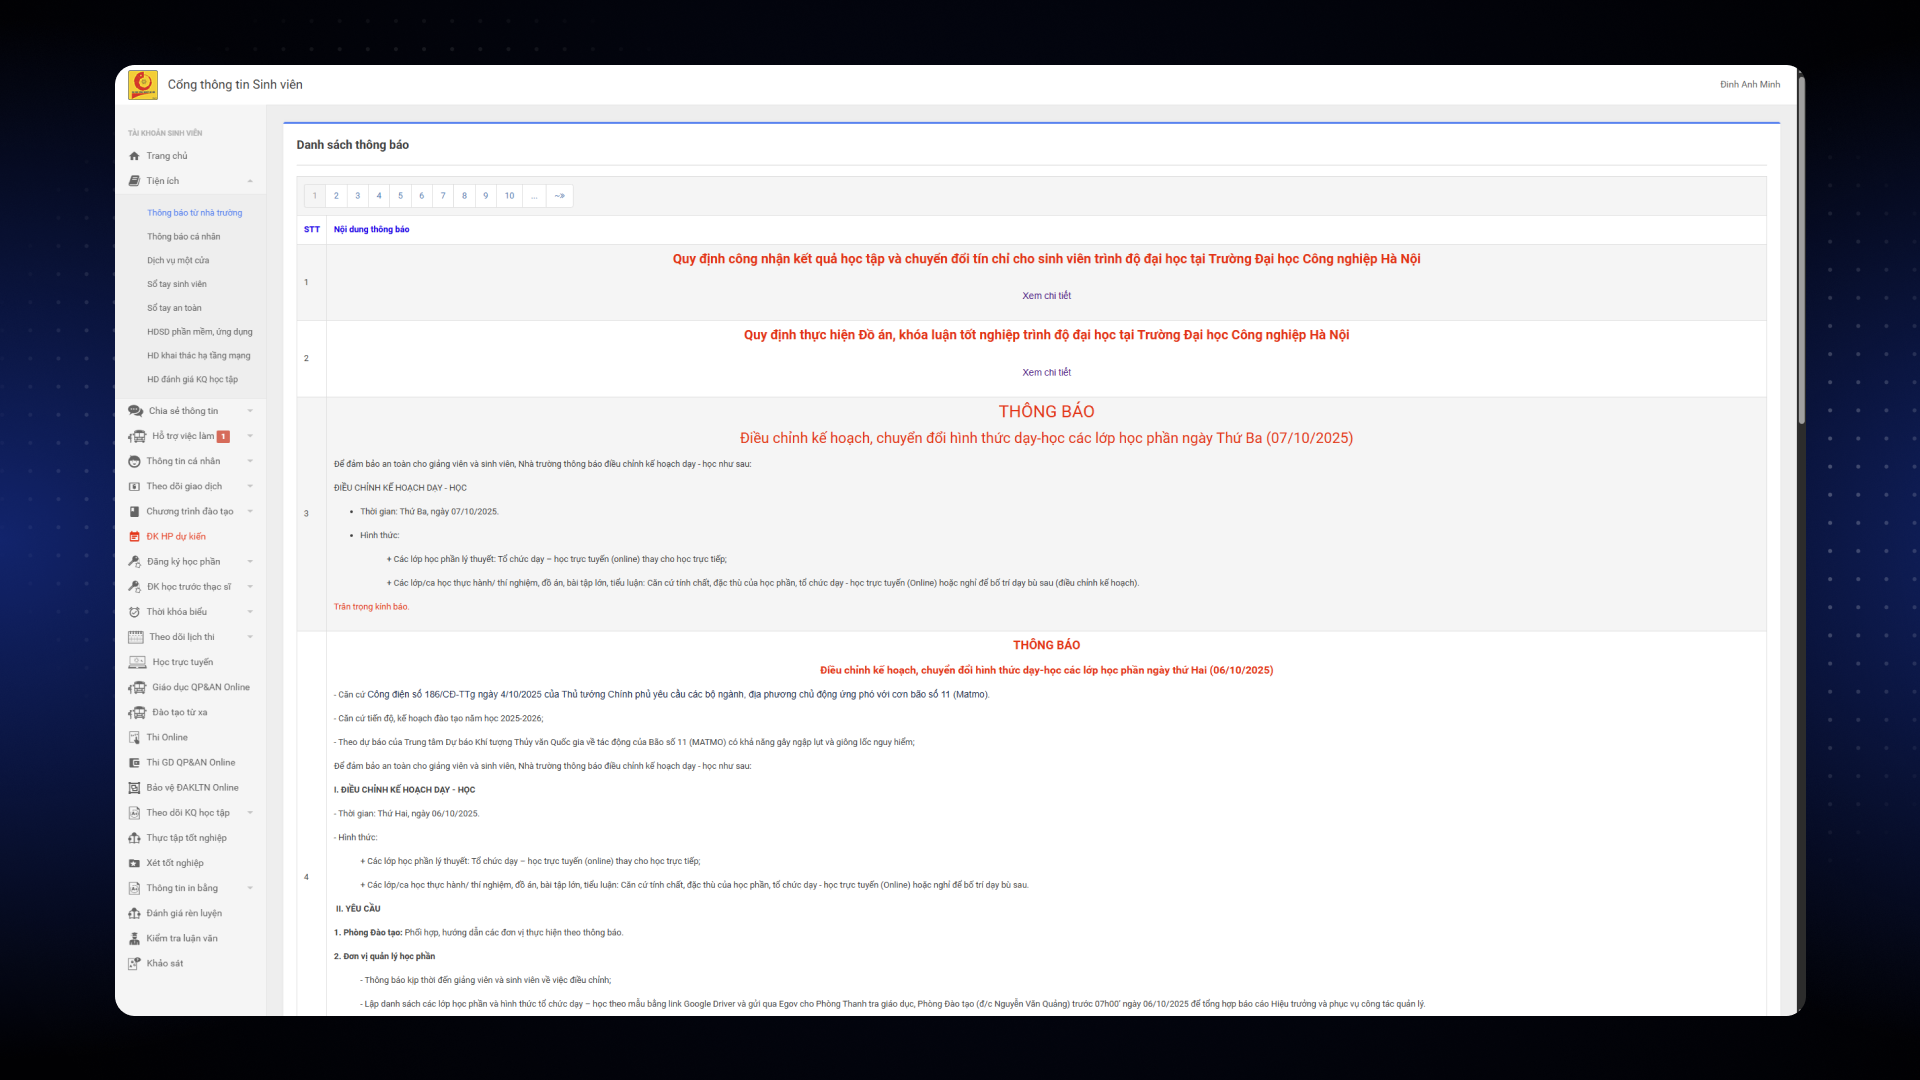 Cổng thông tin Sinh viên
Đinh Anh Minh
TÀI KHOẢN SINH VIÊN
Trang chủ
Tiện ích
Thông báo từ nhà trường
Thông báo cá nhân
Dịch vụ một cửa
Sổ tay sinh viên
Sổ tay an toàn
HDSD phần mềm, ứng dụng
HD khai thác hạ tầng mạng
HD đánh giá KQ học tập
Chia sẻ thông tin
Hỗ trợ việc làm 1
Thông tin cá nhân
Theo dõi giao dịch
Chương trình đào tạo
ĐK HP dự kiến
Đăng ký học phần
ĐK học trước thạc sĩ
Thời khóa biểu
Theo dõi lịch thi
Học trực tuyến
Giáo dục QP&AN Online
Đào tạo từ xa
Thi Online
Thi GD QP&AN Online
Bảo vệ ĐAKLTN Online
Theo dõi KQ học tập
Thực tập tốt nghiệp
Xét tốt nghiệp
Thông tin in bằng
Đánh giá rèn luyện
Kiểm tra luận văn
Khảo sát
Danh sách thông báo
1 2 3 4 5 6 7 8 9 10 ... ~»
STT Nội dung thông báo
1
Quy định công nhận kết quả học tập và chuyển đổi tín chỉ cho sinh viên trình độ đại học tại Trường Đại học Công nghiệp Hà Nội
Xem chi tiết
2
Quy định thực hiện Đồ án, khóa luận tốt nghiệp trình độ đại học tại Trường Đại học Công nghiệp Hà Nội
Xem chi tiết
3
THÔNG BÁO
Điều chỉnh kế hoạch, chuyển đổi hình thức dạy-học các lớp học phần ngày Thứ Ba (07/10/2025)
Để đảm bảo an toàn cho giảng viên và sinh viên, Nhà trường thông báo điều chỉnh kế hoạch dạy - học như sau:
ĐIỀU CHỈNH KẾ HOẠCH DẠY - HỌC
• Thời gian: Thứ Ba, ngày 07/10/2025.
• Hình thức:
+ Các lớp học phần lý thuyết: Tổ chức dạy – học trực tuyến (online) thay cho học trực tiếp;
+ Các lớp/ca học thực hành/ thí nghiệm, đồ án, bài tập lớn, tiểu luận: Căn cứ tính chất, đặc thù của học phần, tổ chức dạy - học trực tuyến (Online) hoặc nghỉ để bố trí dạy bù sau (điều chỉnh kế hoạch).
Trân trọng kính báo.
4
THÔNG BÁO
Điều chỉnh kế hoạch, chuyển đổi hình thức dạy-học các lớp học phần ngày thứ Hai (06/10/2025)
- Căn cứ Công điện số 186/CĐ-TTg ngày 4/10/2025 của Thủ tướng Chính phủ yêu cầu các bộ ngành, địa phương chủ động ứng phó với cơn bão số 11 (Matmo).
- Căn cứ tiến độ, kế hoạch đào tạo năm học 2025-2026;
- Theo dự báo của Trung tâm Dự báo Khí tượng Thủy văn Quốc gia về tác động của Bão số 11 (MATMO) có khả năng gây ngập lụt và giông lốc nguy hiểm;
Để đảm bảo an toàn cho giảng viên và sinh viên, Nhà trường thông báo điều chỉnh kế hoạch dạy - học như sau:
I. ĐIỀU CHỈNH KẾ HOẠCH DẠY - HỌC
- Thời gian: Thứ Hai, ngày 06/10/2025.
- Hình thức:
+ Các lớp học phần lý thuyết: Tổ chức dạy – học trực tuyến (online) thay cho học trực tiếp;
+ Các lớp/ca học thực hành/ thí nghiệm, đồ án, bài tập lớn, tiểu luận: Căn cứ tính chất, đặc thù của học phần, tổ chức dạy - học trực tuyến (Online) hoặc nghỉ để bố trí dạy bù sau.
II. YÊU CẦU
1. Phòng Đào tạo: Phối hợp, hướng dẫn các đơn vị thực hiện theo thông báo.
2. Đơn vị quản lý học phần
- Thông báo kịp thời đến giảng viên và sinh viên về việc điều chỉnh;
- Lập danh sách các lớp học phần và hình thức tổ chức dạy – học theo mẫu bảng link Google Driver và gửi qua Egov cho Phòng Thanh tra giáo dục, Phòng Đào tạo (đ/c Nguyễn Văn Quảng) trước 07h00' ngày 06/10/2025 để tổng hợp báo cáo Hiệu trưởng và phục vụ công tác quản lý.